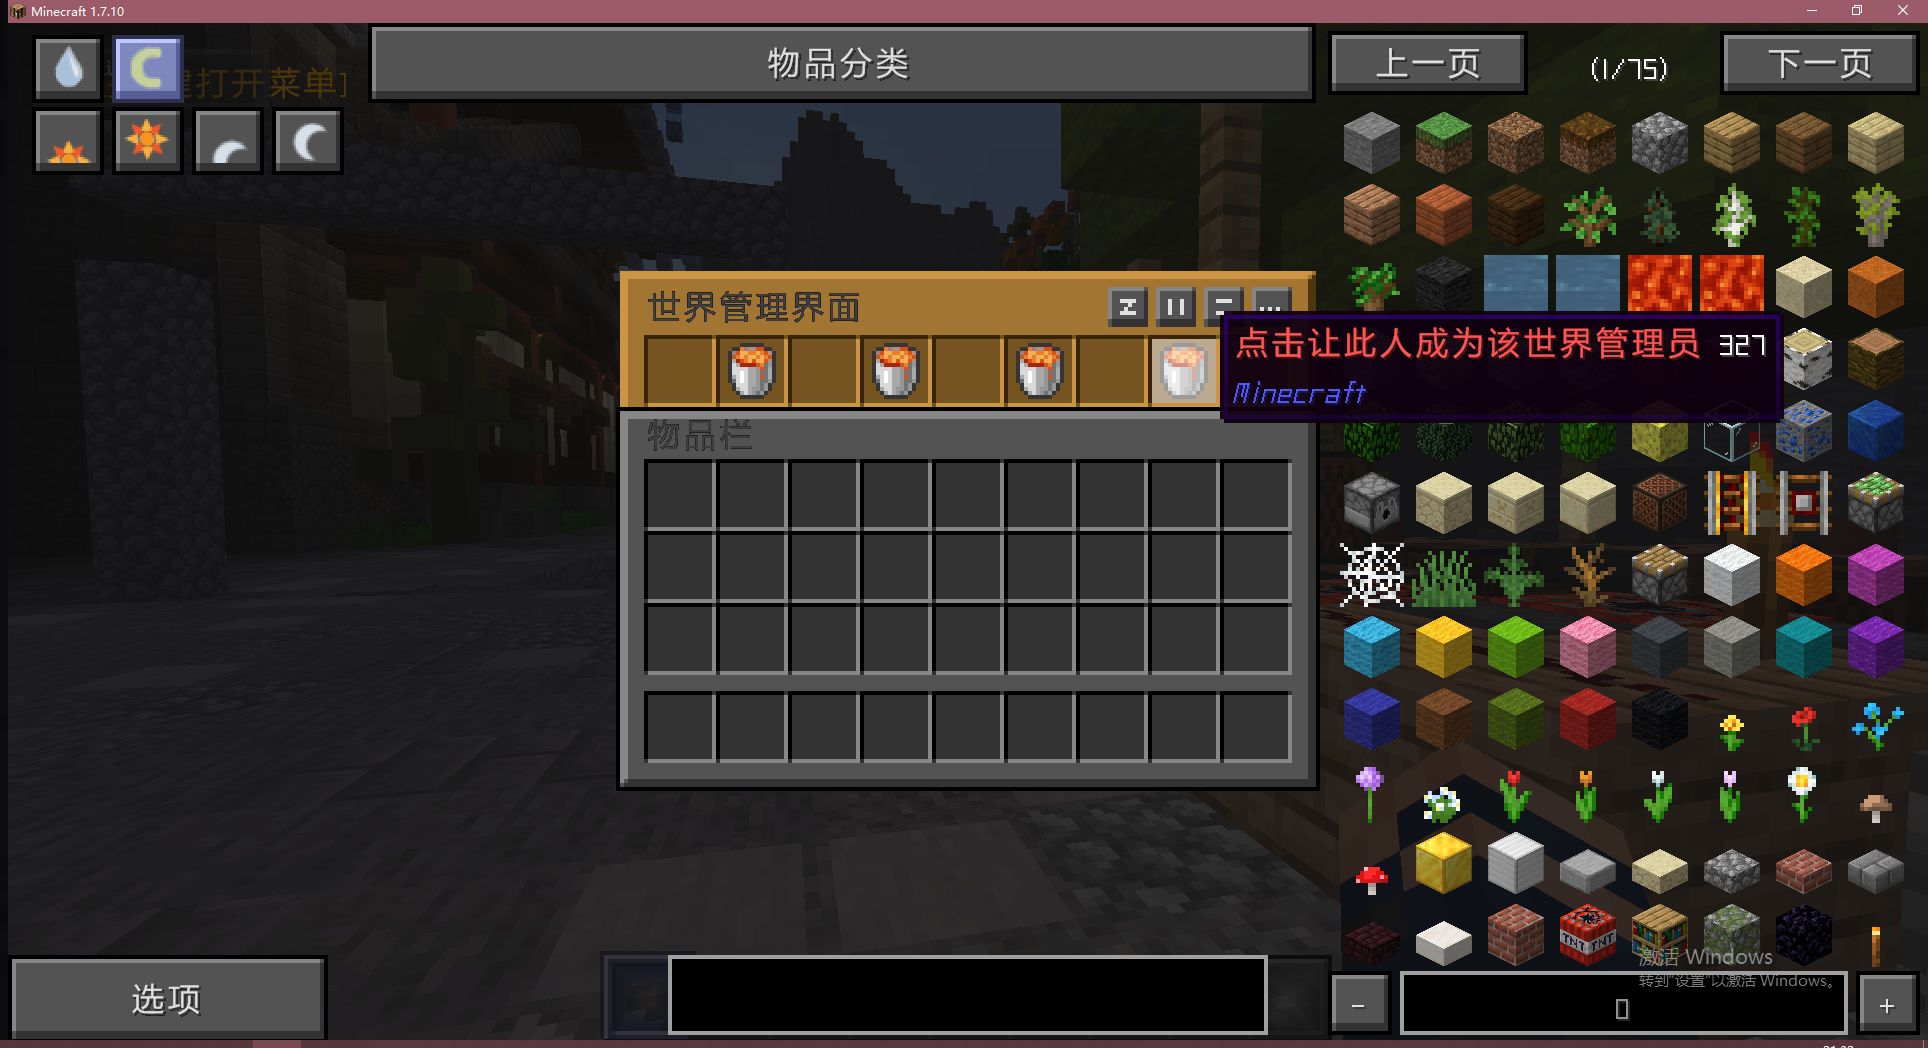 Minecraft 1.7.10
键打开菜单]
物品分类
上一页
(1/75)
下一页
世界管理界面
点击让此人成为该世界管理员 327
Minecraft
物品栏
TNT TNT
激活 Windows
转到"设置"以激活 Windows。
选项
-
+